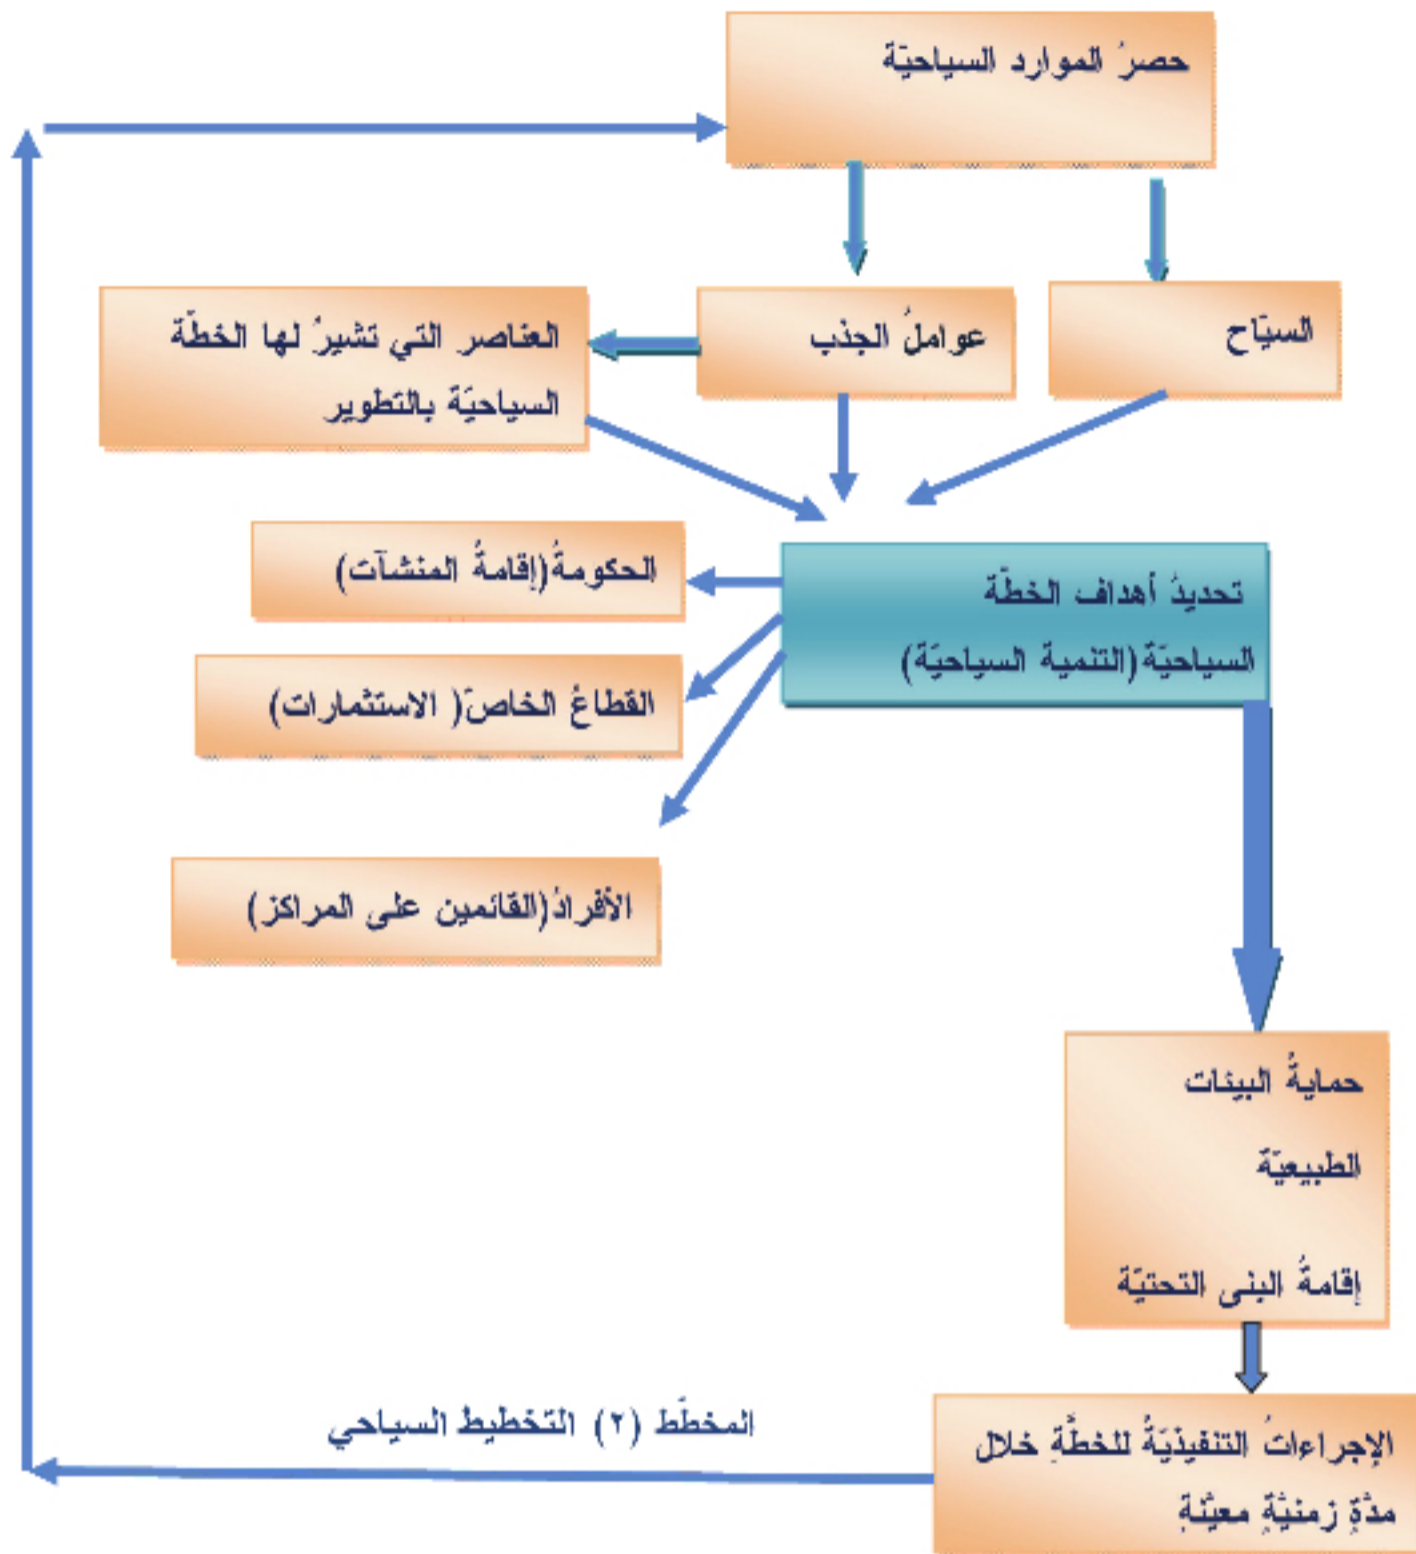 حصرُ الموارد السياحيّة
السيّاح
عواملُ الجذب
العناصر التي تشيرُ لها الخطّة
السياحيّة بالتطوير
تحديدُ أهداف الخطّة
السياحيّة(التنمية السياحيّة)
الحكومةُ(إقامةُ المنشآت)
القطاعُ الخاصّ( الاستثمارات)
الأفرادُ(القائمين على المراكز)
حمايةُ البيئات
الطبيعيّة
إقامةُ البنى التحتيّة
الإجراءاتُ التنفيذيّةُ للخطّةِ خلال
مدّةٍ زمنيّةٍ معيّنةٍ
المخطّط (٢) التخطيط السياحي